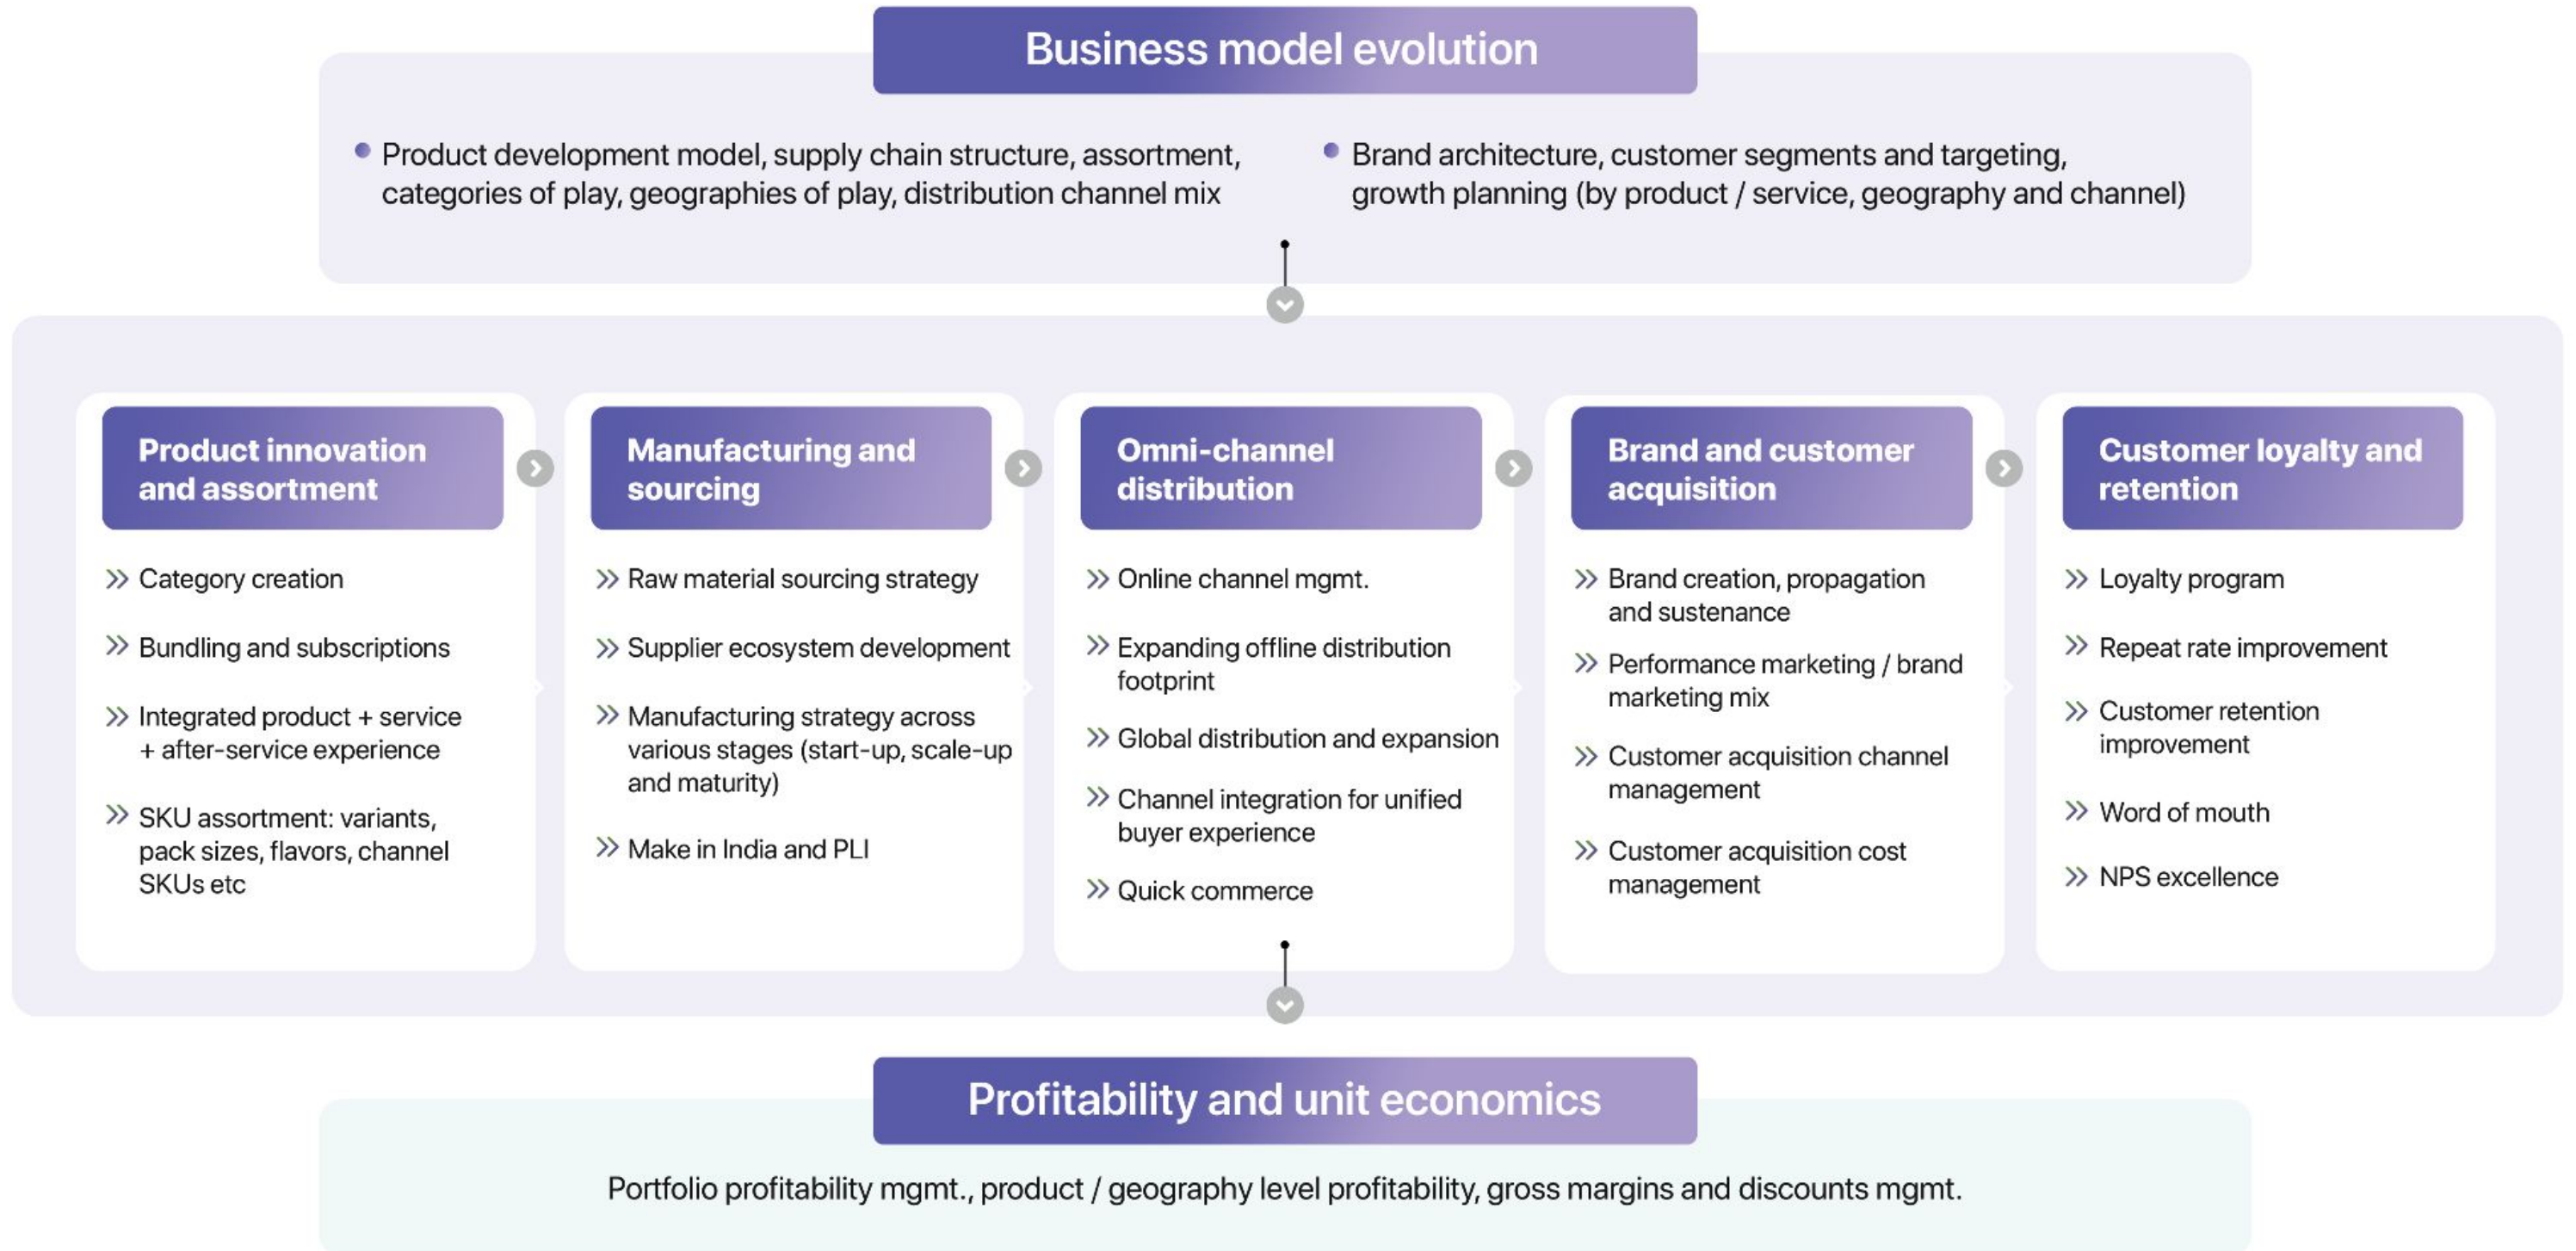 Business model evolution
Product development model, supply chain structure, assortment,
categories of play, geographies of play, distribution channel mix
Brand architecture, customer segments and targeting,
growth planning (by product / service, geography and channel)
Product innovation
and assortment
Category creation
Bundling and subscriptions
Integrated product + service
+ after-service experience
SKU assortment: variants,
pack sizes, flavors, channel
SKUs etc
Manufacturing and
sourcing
Raw material sourcing strategy
Supplier ecosystem development
Manufacturing strategy across
various stages (start-up, scale-up
and maturity)
Make in India and PLI
Omni-channel
distribution
Online channel mgmt.
Expanding offline distribution
footprint
Global distribution and expansion
Channel integration for unified
buyer experience
Quick commerce
Brand and customer
acquisition
Brand creation, propagation
and sustenance
Performance marketing / brand
marketing mix
Customer acquisition channel
management
Customer acquisition cost
management
Customer loyalty and
retention
Loyalty program
Repeat rate improvement
Customer retention
improvement
Word of mouth
NPS excellence
Profitability and unit economics
Portfolio profitability mgmt., product / geography level profitability, gross margins and discounts mgmt.